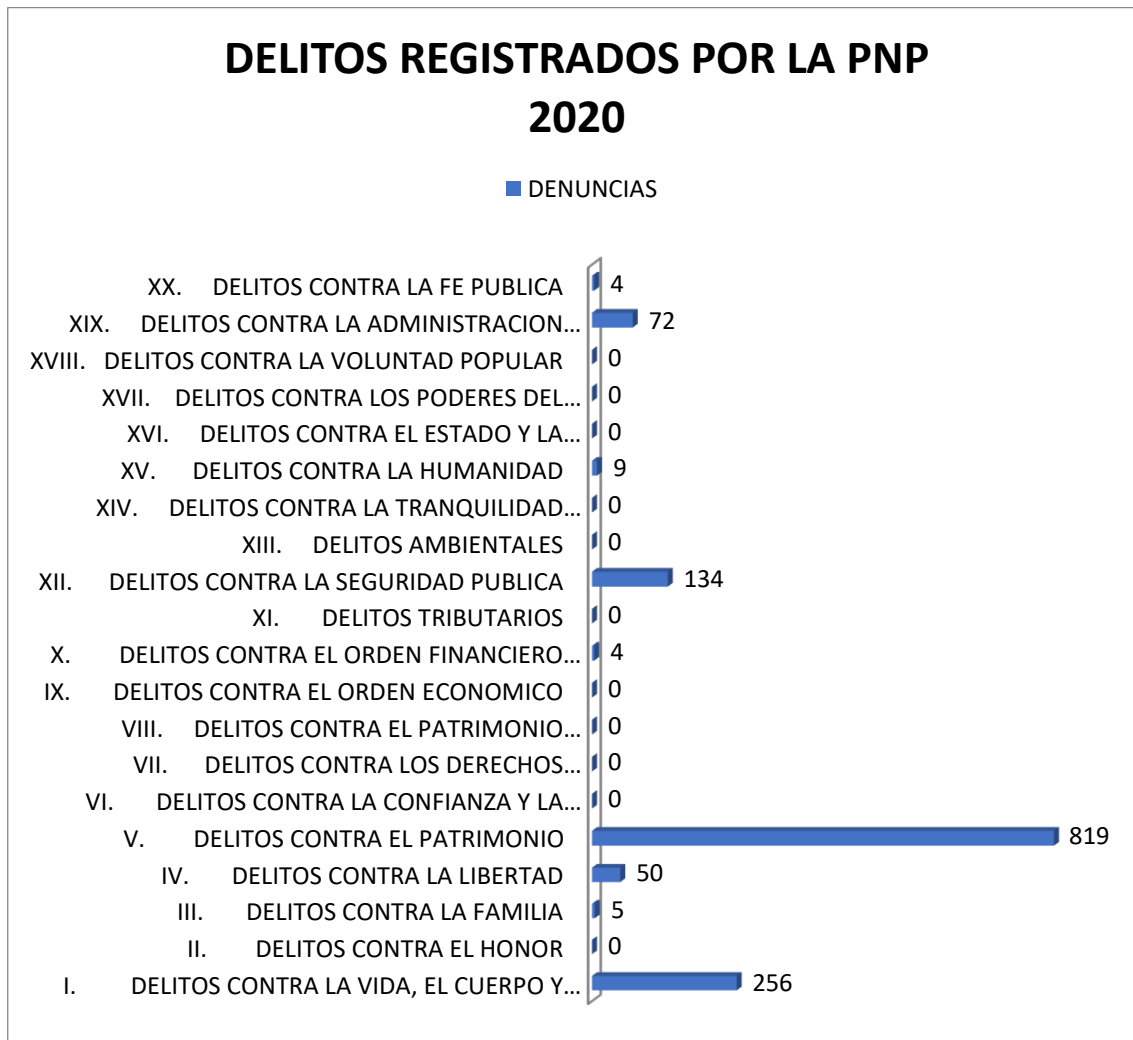 DELITOS REGISTRADOS POR LA PNP
2020
DENUNCIAS
XX. DELITOS CONTRA LA FE PUBLICA 4
XIX. DELITOS CONTRA LA ADMINISTRACION... 72
XVIII. DELITOS CONTRA LA VOLUNTAD POPULAR 0
XVII. DELITOS CONTRA LOS PODERES DEL... 0
XVI. DELITOS CONTRA EL ESTADO Y LA... 0
XV. DELITOS CONTRA LA HUMANIDAD 9
XIV. DELITOS CONTRA LA TRANQUILIDAD... 0
XIII. DELITOS AMBIENTALES 0
XII. DELITOS CONTRA LA SEGURIDAD PUBLICA 134
XI. DELITOS TRIBUTARIOS 0
X. DELITOS CONTRA EL ORDEN FINANCIERO... 4
IX. DELITOS CONTRA EL ORDEN ECONOMICO 0
VIII. DELITOS CONTRA EL PATRIMONIO... 0
VII. DELITOS CONTRA LOS DERECHOS... 0
VI. DELITOS CONTRA LA CONFIANZA Y LA... 0
V. DELITOS CONTRA EL PATRIMONIO 819
IV. DELITOS CONTRA LA LIBERTAD 50
III. DELITOS CONTRA LA FAMILIA 5
II. DELITOS CONTRA EL HONOR 0
I. DELITOS CONTRA LA VIDA, EL CUERPO Y... 256